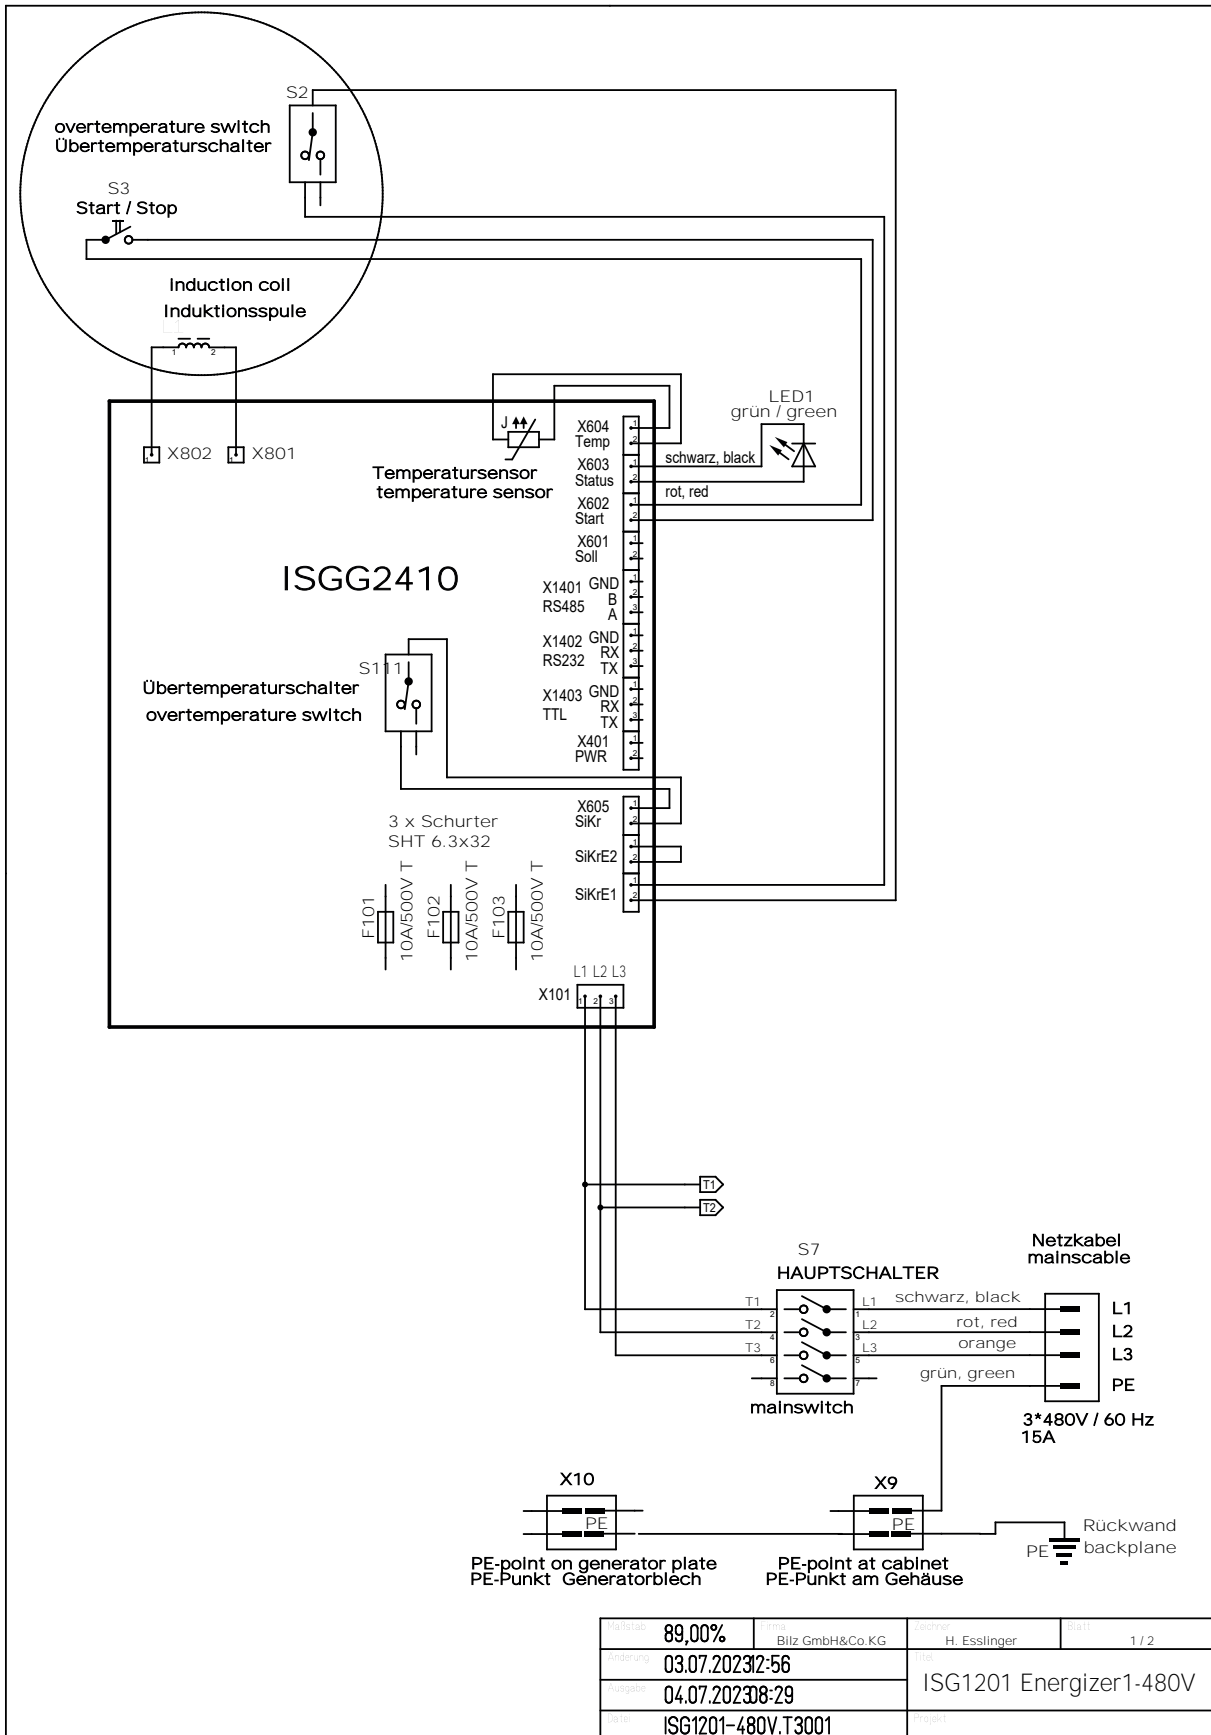 S2
overtemperature switch
Übertemperaturschalter
S3
Start / Stop
Induction coil
Induktionsspule
1 2
X802
X801
1
1
J
Temperatursensor
temperature sensor
LED1
grün / green
schwarz, black
rot, red
X604
Temp
1
2
X603
Status
1
2
X602
Start
1
2
X601
Soll
1
2
X1401
RS485
GND
B
A
1
2
3
X1402
RS232
GND
RX
TX
1
2
3
X1403
TTL
GND
RX
TX
1
2
3
X401
PWR
1
2
ISGG2410
S111
Übertemperaturschalter
overtemperature switch
X605
SiKr
1
2
SiKrE2
1
2
SiKrE1
1
2
3 x Schurter
SHT 6.3x32
F101
10A/500V T
F102
10A/500V T
F103
10A/500V T
L1 L2 L3
X101
1 2 3
T1
T2
S7
HAUPTSCHALTER
Netzkabel
mainscable
T1 2 L1 1 schwarz, black L1
T2 4 L2 3 rot, red L2
T3 6 L3 5 orange L3
8 7 grün, green PE
mainswitch
3*480V / 60 Hz
15A
X10
PE
PE-point on generator plate
PE-Punkt Generatorblech
X9
PE
PE-point at cabinet
PE-Punkt am Gehäuse
PE
Rückwand
backplane
Maßstab 89,00%
Firma Bilz GmbH&Co.KG
Zeichner H. Esslinger
Blatt 1 / 2
Änderung 03.07.2023 12:56
Titel ISG1201 Energizer1-480V
Ausgabe 04.07.2023 08:29
Datei ISG1201-480V.T3001
Projekt